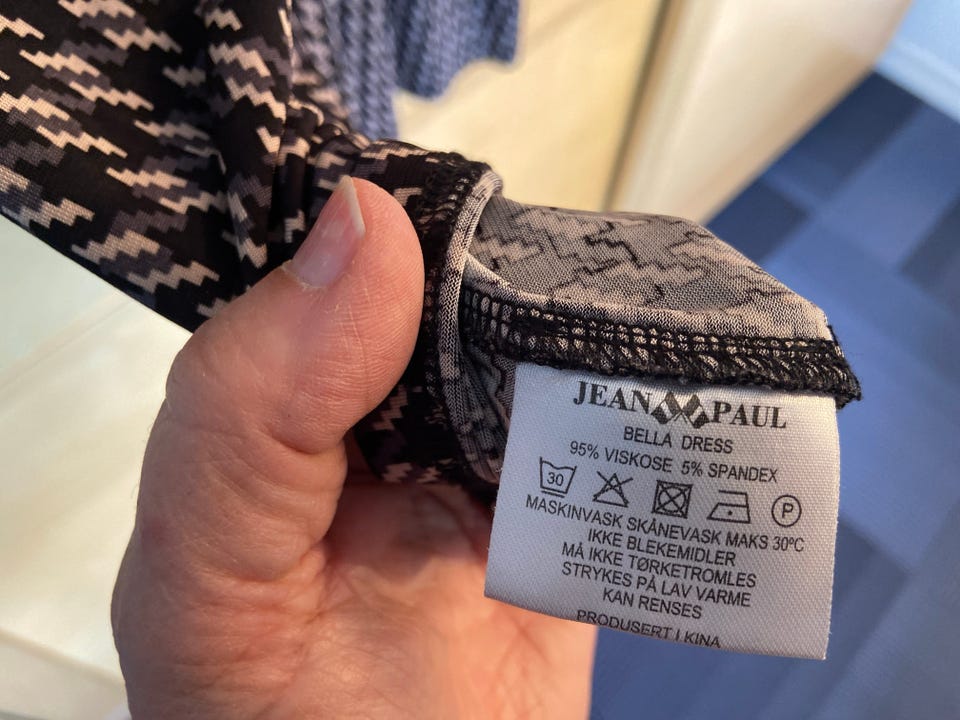 JEAN PAUL
BELLA DRESS
95% VISKOSE 5% SPANDEX
30 P
MASKINVASK SKÅNEVASK MAKS 30°C
IKKE BLEKEMIDLER
MÅ IKKE TØRKETROMLES
STRYKES PÅ LAV VARME
KAN RENSES
PRODUSERT I KINA